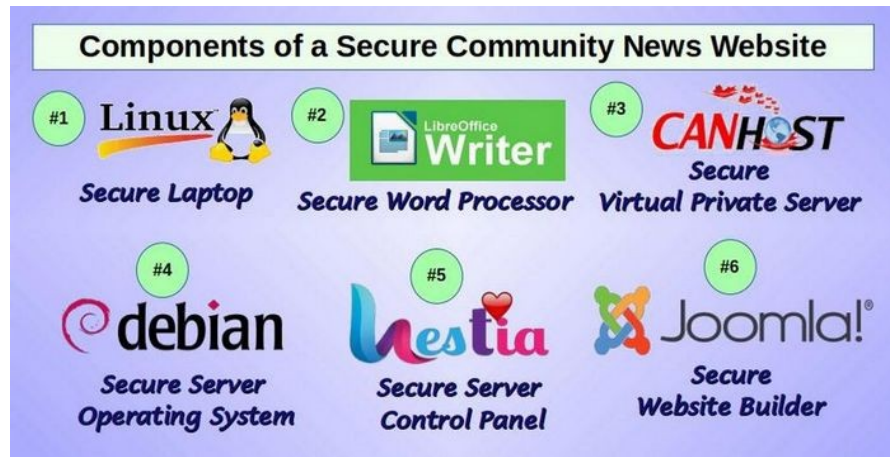 Components of a Secure Community News Website
#1
Linux™
Secure Laptop
#2
LibreOffice
Writer
Secure Word Processor
#3
CANHOST
Secure
Virtual Private Server
#4
debian
Secure Server
Operating System
#5
Hestia
Secure Server
Control Panel
#6
Joomla!®
Secure
Website Builder